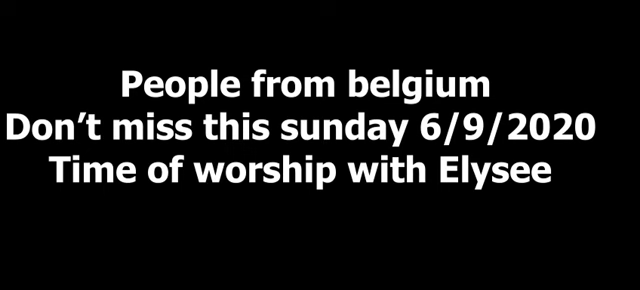 People from belgium
Don’t miss this sunday 6/9/2020
Time of worship with Elysee